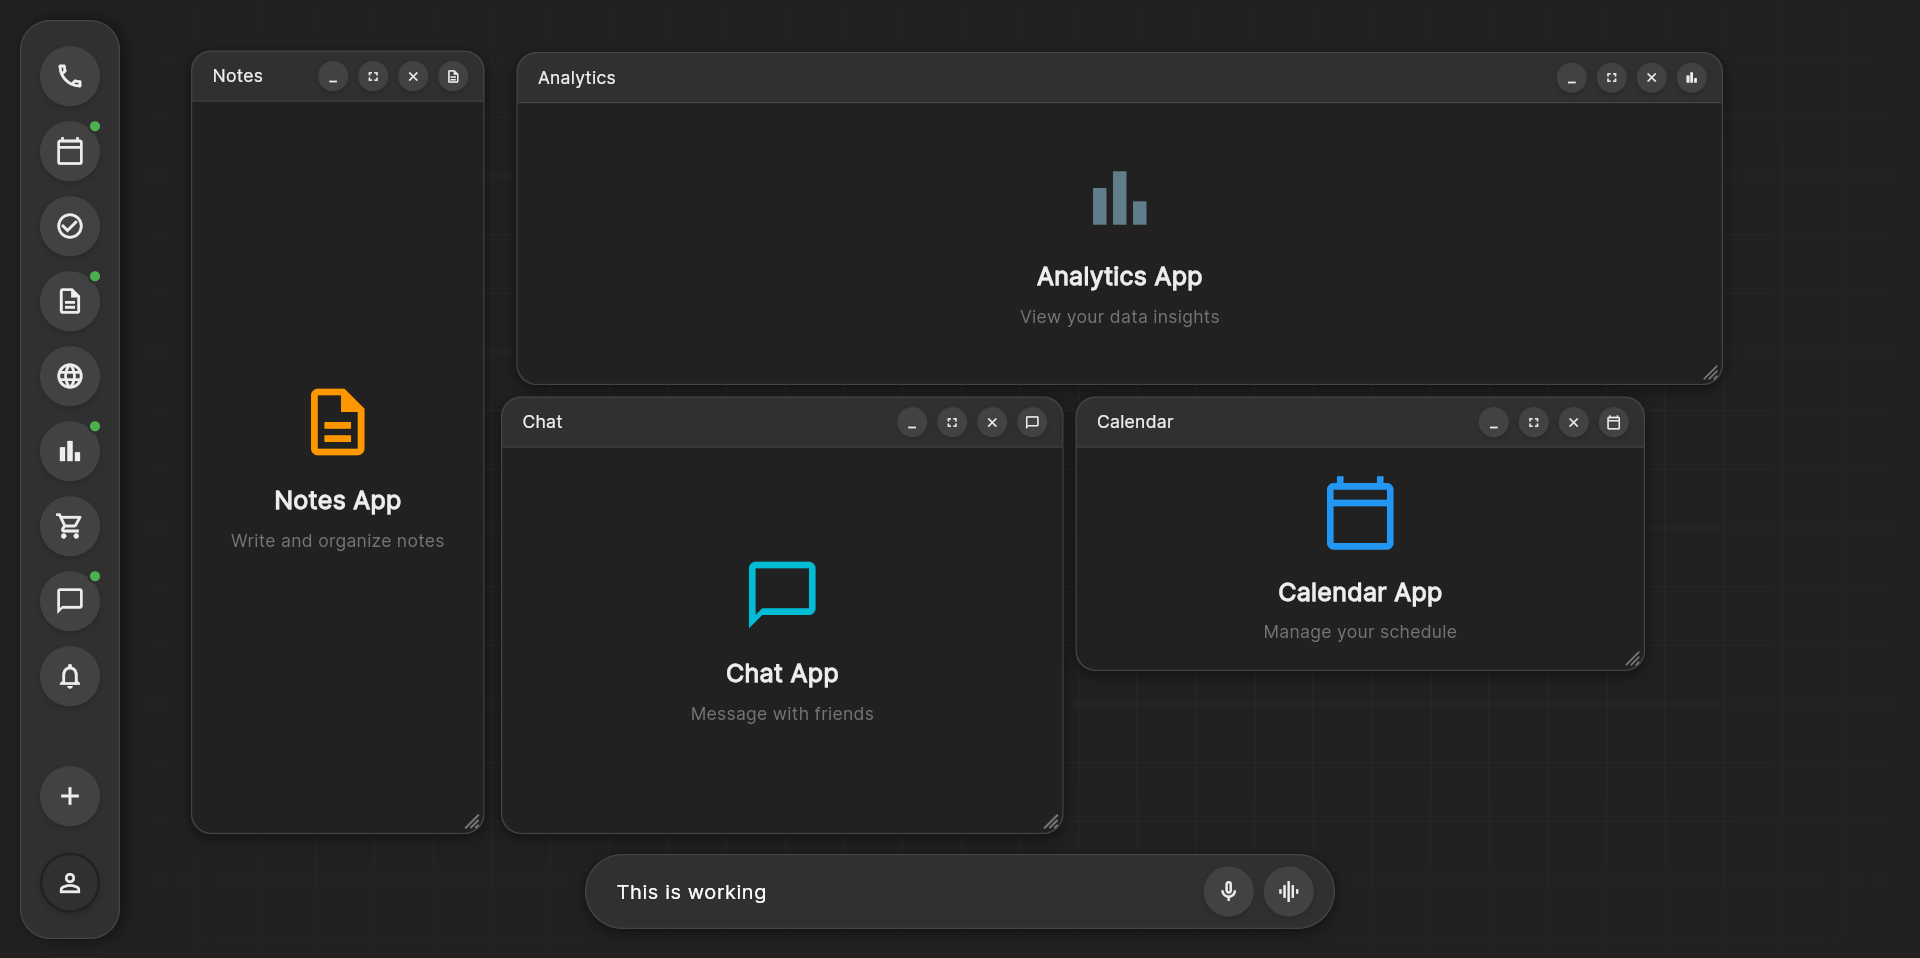 Notes
Notes App
Write and organize notes
Analytics
Analytics App
View your data insights
Chat
Chat App
Message with friends
Calendar
Calendar App
Manage your schedule
This is working